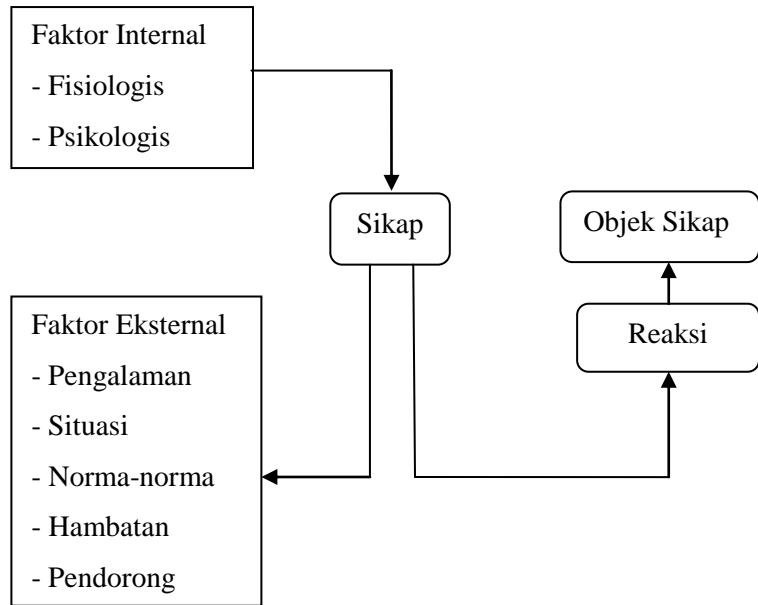 Faktor Internal
- Fisiologis
- Psikologis
Sikap
Objek Sikap
Reaksi
Faktor Eksternal
- Pengalaman
- Situasi
- Norma-norma
- Hambatan
- Pendorong